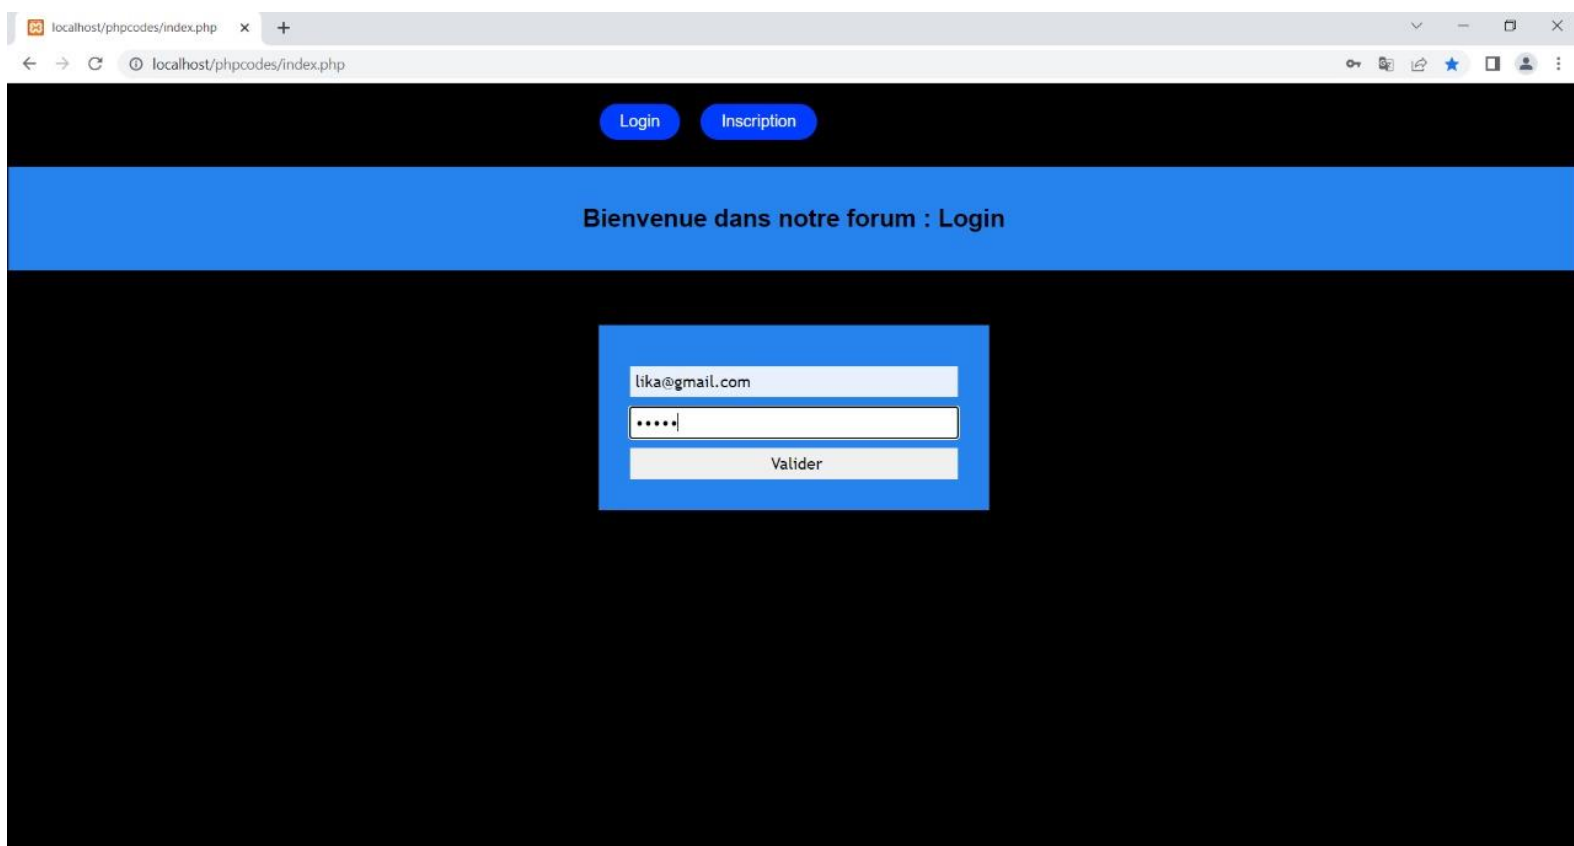 localhost/phpcodes/index.php
localhost/phpcodes/index.php
Login Inscription
Bienvenue dans notre forum : Login
lika@gmail.com
•••••
Valider